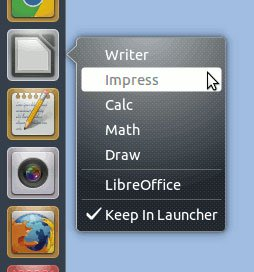 Writer
Impress
Calc
Math
Draw
LibreOffice
Keep In Launcher